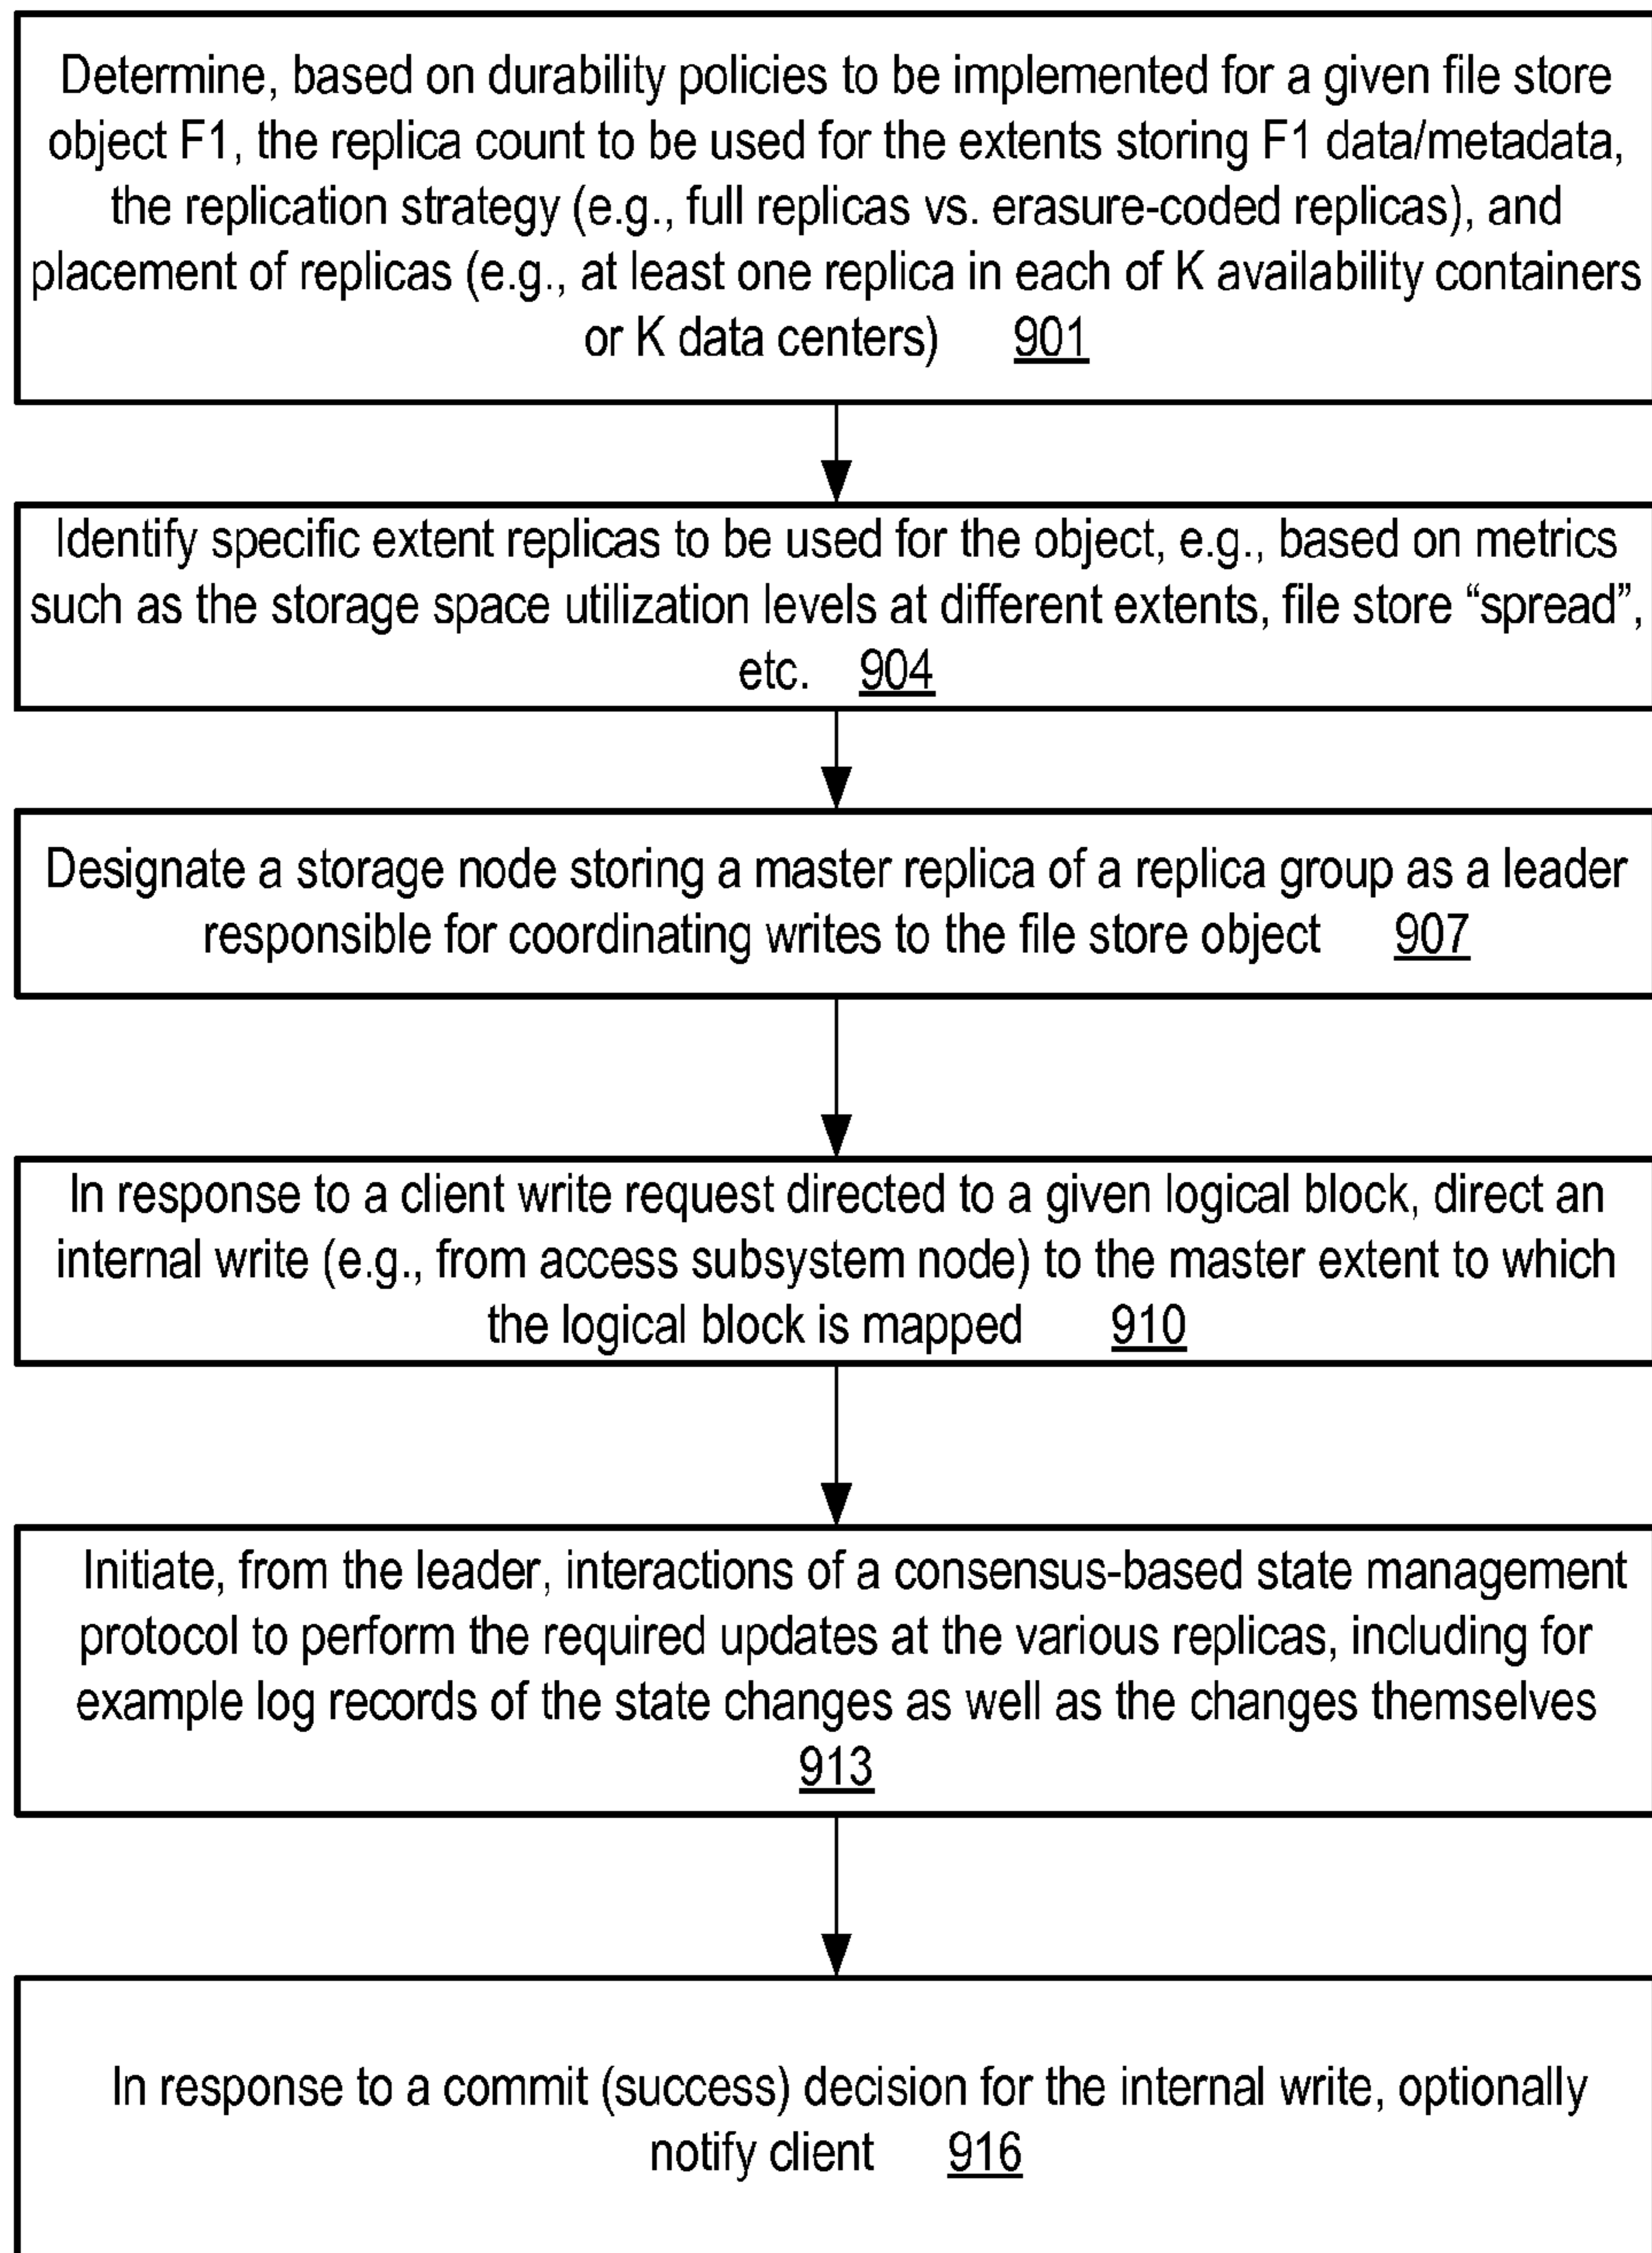 Determine, based on durability policies to be implemented for a given file store
object F1, the replica count to be used for the extents storing F1 data/metadata,
the replication strategy (e.g., full replicas vs. erasure-coded replicas), and
placement of replicas (e.g., at least one replica in each of K availability containers
or K data centers) 901
Identify specific extent replicas to be used for the object, e.g., based on metrics
such as the storage space utilization levels at different extents, file store “spread”,
etc. 904
Designate a storage node storing a master replica of a replica group as a leader
responsible for coordinating writes to the file store object 907
In response to a client write request directed to a given logical block, direct an
internal write (e.g., from access subsystem node) to the master extent to which
the logical block is mapped 910
Initiate, from the leader, interactions of a consensus-based state management
protocol to perform the required updates at the various replicas, including for
example log records of the state changes as well as the changes themselves
913
In response to a commit (success) decision for the internal write, optionally
notify client 916